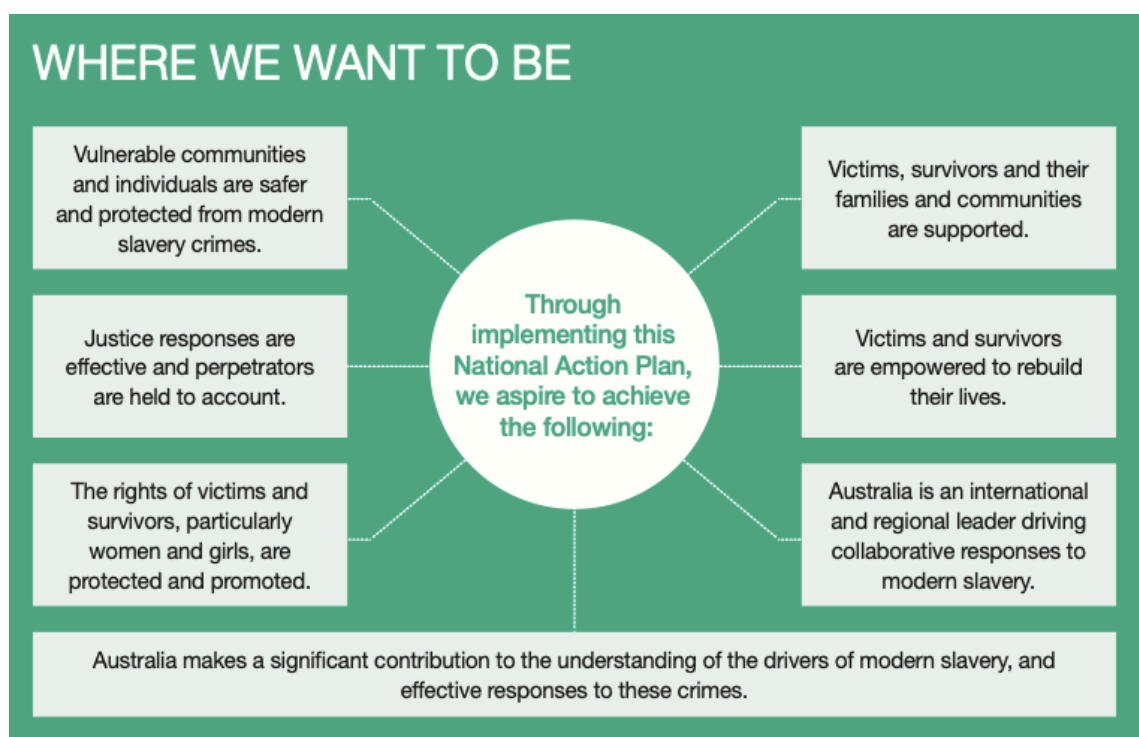 WHERE WE WANT TO BE
Vulnerable communities
and individuals are safer
and protected from modern
slavery crimes.
Justice responses are
effective and perpetrators
are held to account.
The rights of victims and
survivors, particularly
women and girls, are
protected and promoted.
Through
implementing this
National Action Plan,
we aspire to achieve
the following:
Victims, survivors and their
families and communities
are supported.
Victims and survivors
are empowered to rebuild
their lives.
Australia is an international
and regional leader driving
collaborative responses to
modern slavery.
Australia makes a significant contribution to the understanding of the drivers of modern slavery, and
effective responses to these crimes.